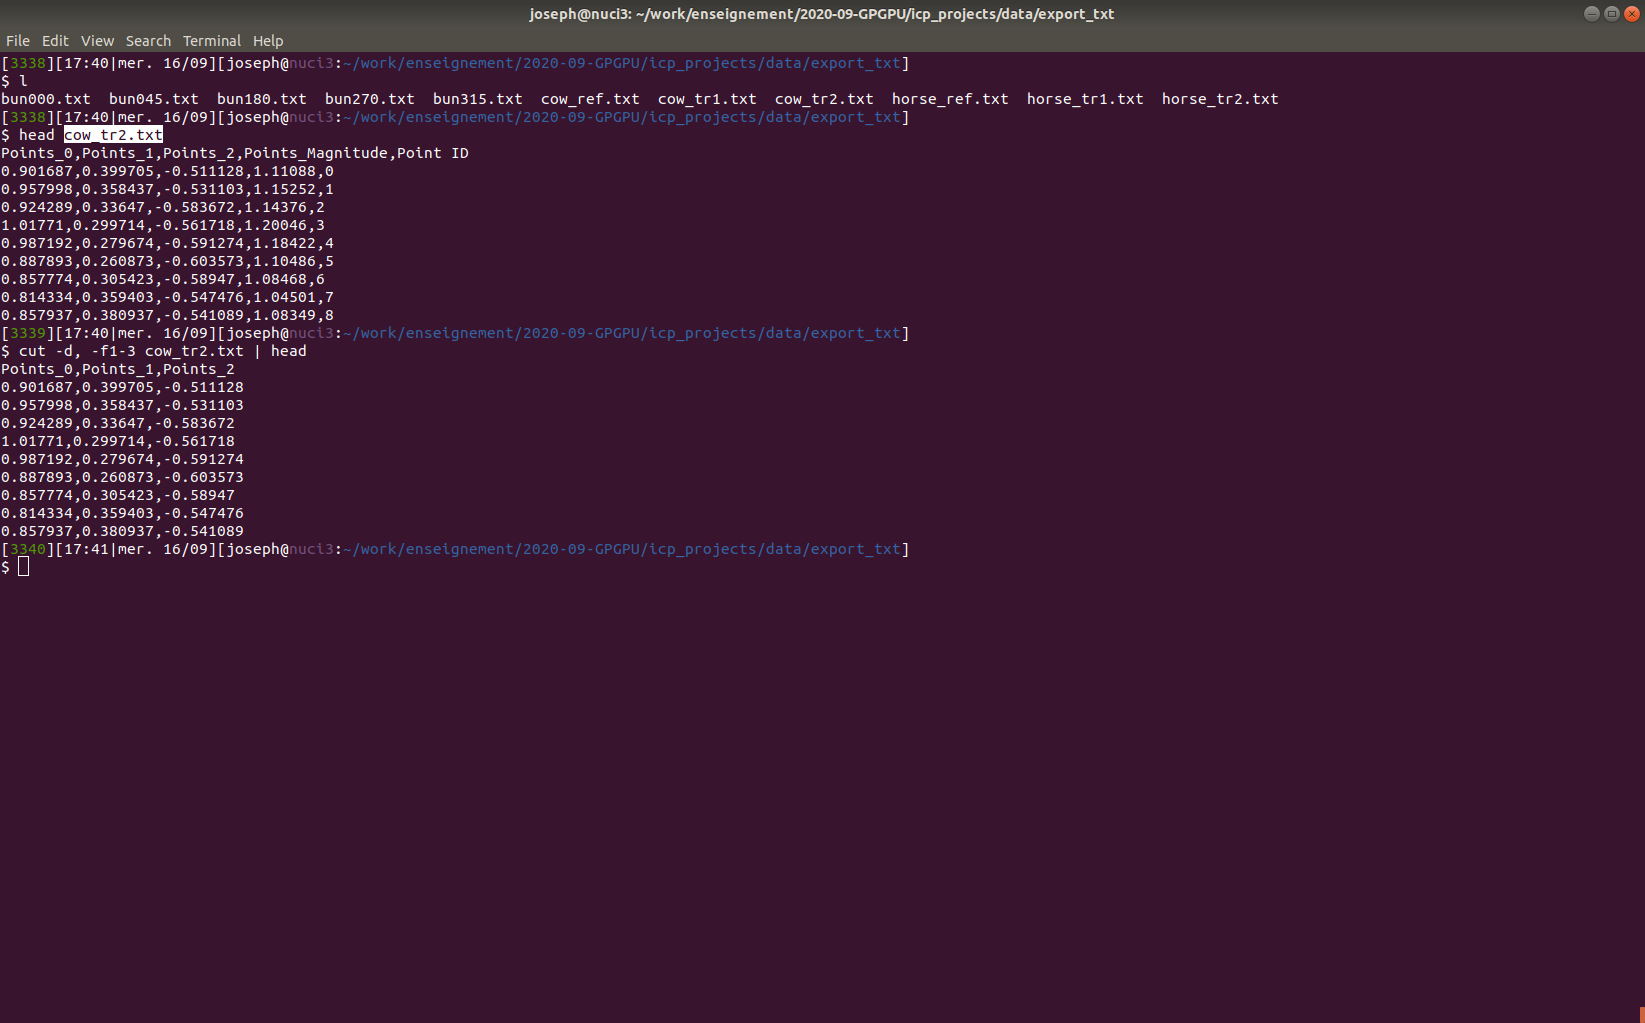 joseph@nuci3: ~/work/enseignement/2020-09-GPGPU/icp_projects/data/export_txt
File Edit View Search Terminal Help
[3338][17:40|mer. 16/09][joseph@nuci3:~/work/enseignement/2020-09-GPGPU/icp_projects/data/export_txt]
$ l
bun000.txt  bun045.txt  bun180.txt  bun270.txt  bun315.txt  cow_ref.txt  cow_tr1.txt  cow_tr2.txt  horse_ref.txt  horse_tr1.txt  horse_tr2.txt
[3338][17:40|mer. 16/09][joseph@nuci3:~/work/enseignement/2020-09-GPGPU/icp_projects/data/export_txt]
$ head cow_tr2.txt
Points_0,Points_1,Points_2,Points_Magnitude,Point ID
0.901687,0.399705,-0.511128,1.11088,0
0.957998,0.358437,-0.531103,1.15252,1
0.924289,0.33647,-0.583672,1.14376,2
1.01771,0.299714,-0.561718,1.20046,3
0.987192,0.279674,-0.591274,1.18422,4
0.887893,0.260873,-0.603573,1.10486,5
0.857774,0.305423,-0.58947,1.08468,6
0.814334,0.359403,-0.547476,1.04501,7
0.857937,0.380937,-0.541089,1.08349,8
[3339][17:40|mer. 16/09][joseph@nuci3:~/work/enseignement/2020-09-GPGPU/icp_projects/data/export_txt]
$ cut -d, -f1-3 cow_tr2.txt | head
Points_0,Points_1,Points_2
0.901687,0.399705,-0.511128
0.957998,0.358437,-0.531103
0.924289,0.33647,-0.583672
1.01771,0.299714,-0.561718
0.987192,0.279674,-0.591274
0.887893,0.260873,-0.603573
0.857774,0.305423,-0.58947
0.814334,0.359403,-0.547476
0.857937,0.380937,-0.541089
[3340][17:41|mer. 16/09][joseph@nuci3:~/work/enseignement/2020-09-GPGPU/icp_projects/data/export_txt]
$